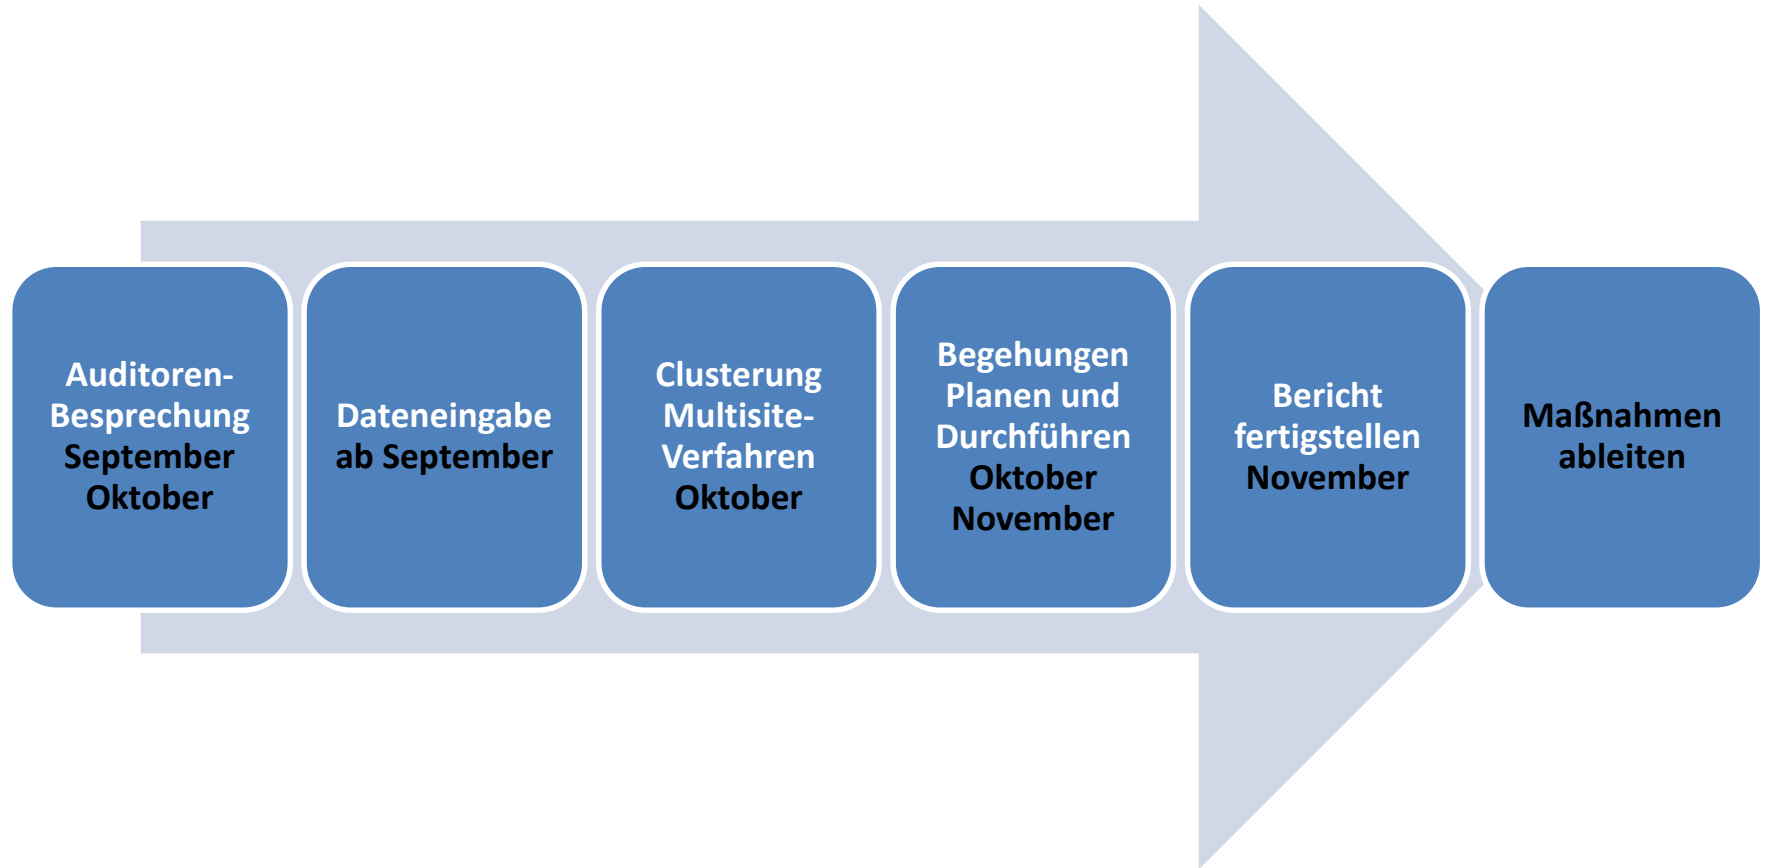 Auditoren-
Besprechung
September
Oktober
Dateneingabe
ab September
Clusterung
Multisite-
Verfahren
Oktober
Begehungen
Planen und
Durchführen
Oktober
November
Bericht
fertigstellen
November
Maßnahmen
ableiten